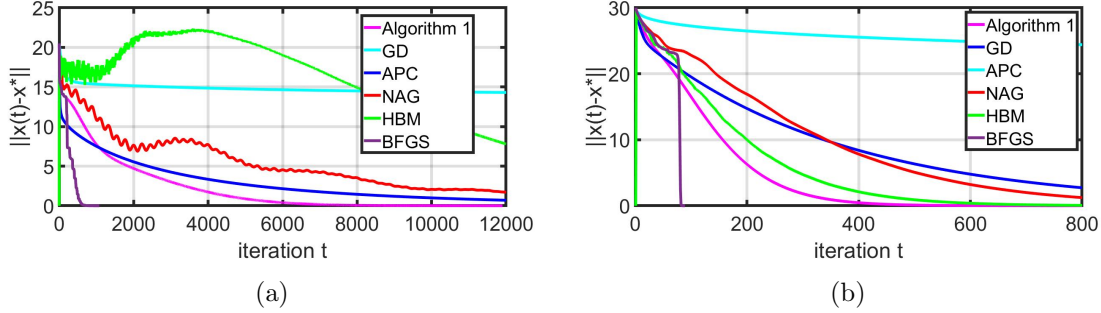 25
20
15
10
5
0
||x(t)-x*||
0 2000 4000 6000 8000 10000 12000
iteration t
Algorithm 1
GD
APC
NAG
HBM
BFGS
(a)
30
20
10
0
||x(t)-x*||
0 200 400 600 800
iteration t
Algorithm 1
GD
APC
NAG
HBM
BFGS
(b)